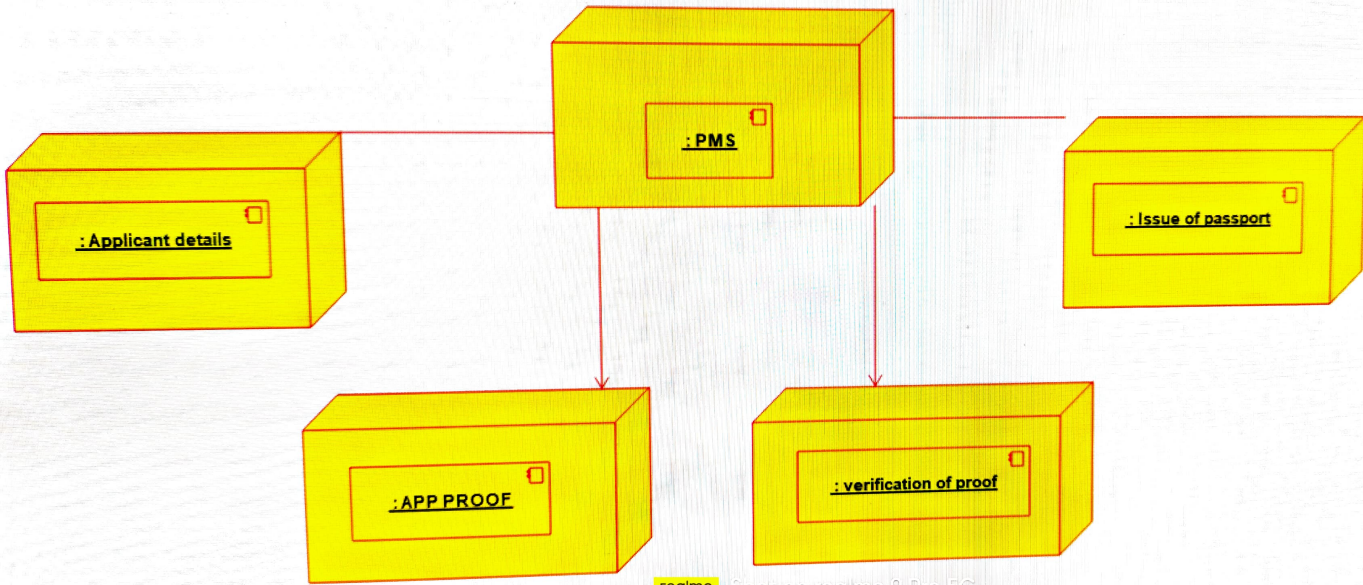 : PMS
: Applicant details
: Issue of passport
: APP PROOF
: verification of proof
realme